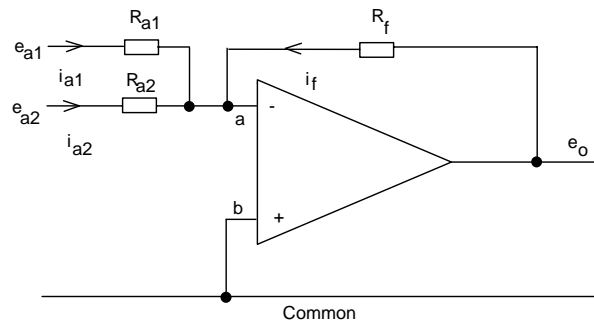 R_a1
R_f
e_a1
i_a1
R_a2
i_f
e_a2
a
-
e_o
i_a2
b
+
Common